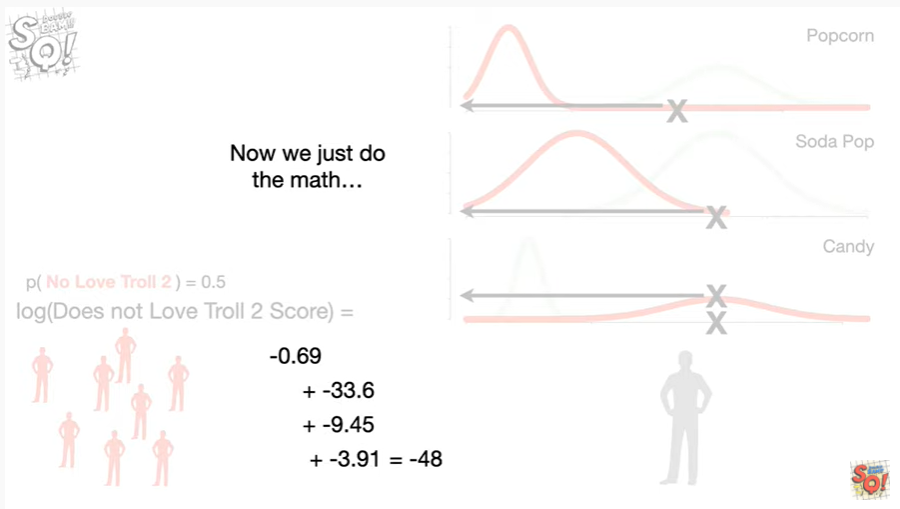 StatQuest!
Popcorn
Now we just do
the math…
Soda Pop
Candy
p( No Love Troll 2 ) = 0.5
log(Does not Love Troll 2 Score) =
-0.69
+ -33.6
+ -9.45
+ -3.91 = -48
X
X
X
X